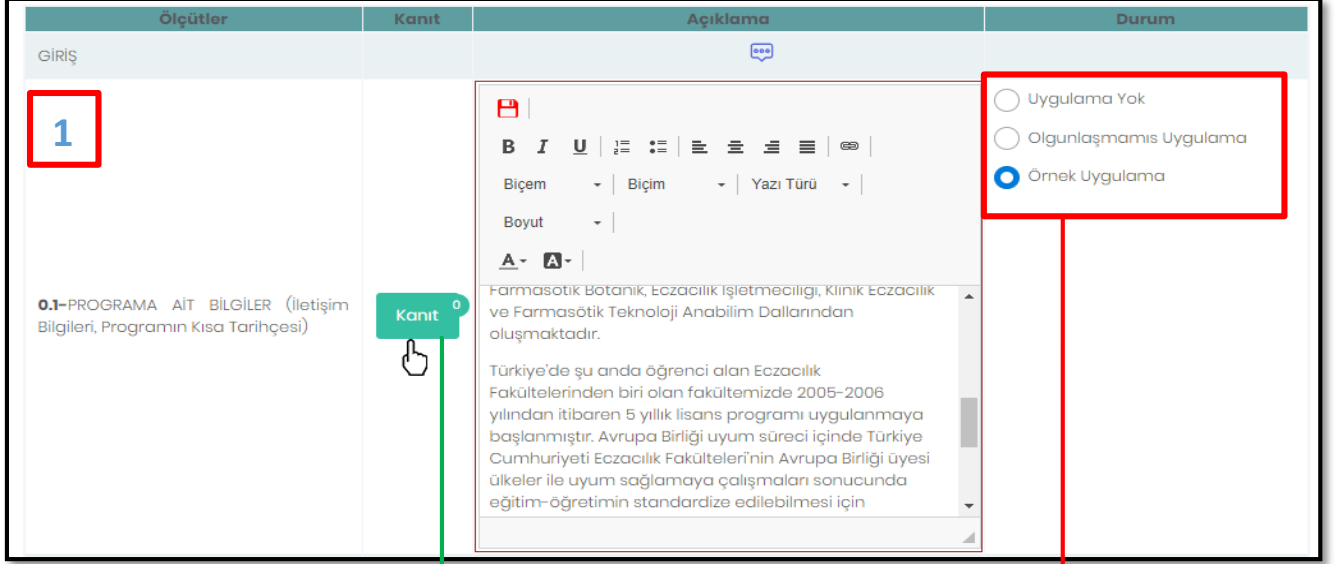 Ölçütler Kanıt Açıklama Durum
GİRİŞ
1
Uygulama Yok
Olgunlaşmamıs Uygulama
Örnek Uygulama
B I U
Biçem Biçim Yazı Türü
Boyut
A A
0.1-PROGRAMA AİT BİLGİLER (İletişim
Bilgileri, Programın Kısa Tarihçesi)
Kanıt 0
Farmasötik Botanik, Eczacılık İşletmeciliği, Klinik Eczacılık
ve Farmasötik Teknoloji Anabilim Dallarından
oluşmaktadır.
Türkiye'de şu anda öğrenci alan Eczacılık
Fakültelerinden biri olan fakültemizde 2005-2006
yılından itibaren 5 yıllık lisans programı uygulanmaya
başlanmıştır. Avrupa Birliği uyum süreci içinde Türkiye
Cumhuriyeti Eczacılık Fakülteleri'nin Avrupa Birliği üyesi
ülkeler ile uyum sağlamaya çalışmaları sonucunda
eğitim-öğretimin standardize edilebilmesi için